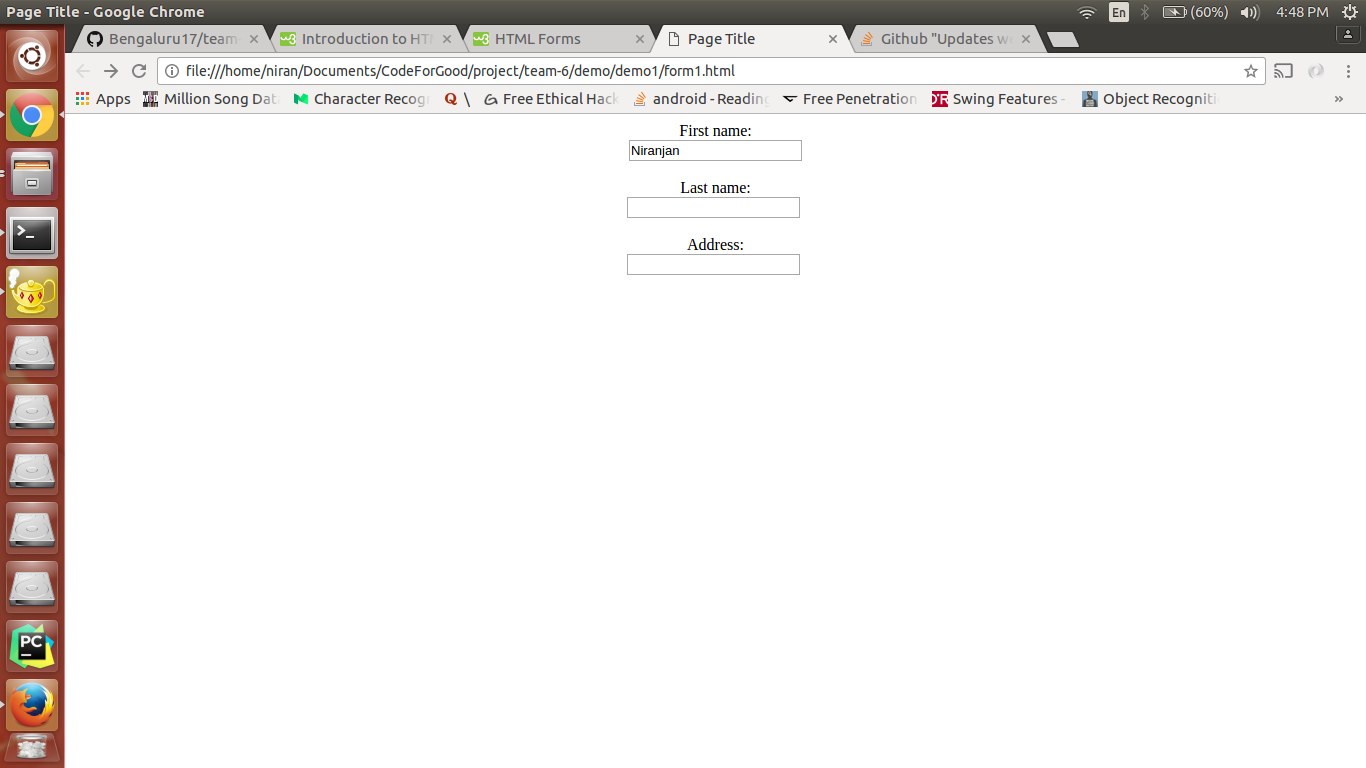 Page Title - Google Chrome
En
(60%)
4:48 PM
Bengaluru17/team
Introduction to HTM
HTML Forms
Page Title
Github "Updates we
file:///home/niran/Documents/CodeForGood/project/team-6/demo/demo1/form1.html
Apps
Million Song Dat
Character Recog
Q \
Free Ethical Hack
android - Reading
Free Penetration
Swing Features -
Object Recogniti
»
First name:
Niranjan
Last name:
Address:
>_
PC